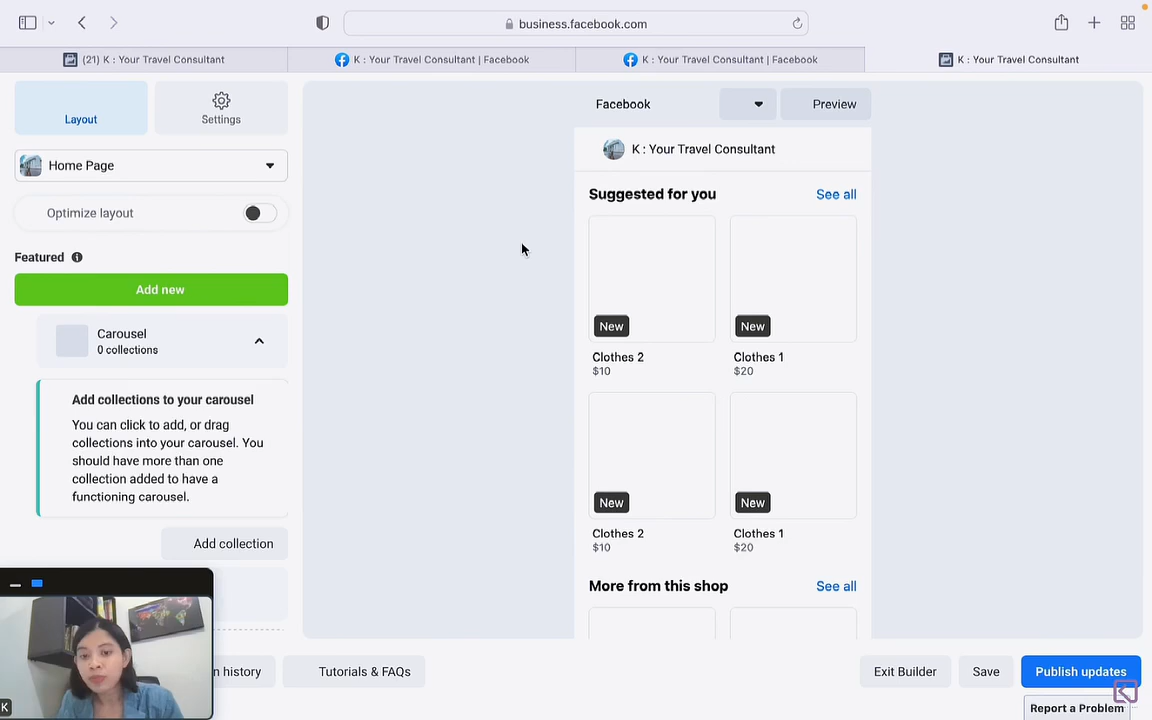 business.facebook.com
(21) K : Your Travel Consultant
K : Your Travel Consultant | Facebook
K : Your Travel Consultant | Facebook
K : Your Travel Consultant
Layout
Settings
Home Page
Optimize layout
Featured
Add new
Carousel
0 collections
Add collections to your carousel
You can click to add, or drag
collections into your carousel. You
should have more than one
collection added to have a
functioning carousel.
Add collection
n history
Tutorials & FAQs
K
Facebook
Preview
K : Your Travel Consultant
Suggested for you
See all
New
New
Clothes 2
Clothes 1
$10
$20
New
New
Clothes 2
Clothes 1
$10
$20
More from this shop
See all
Exit Builder
Save
Publish updates
Report a Problem